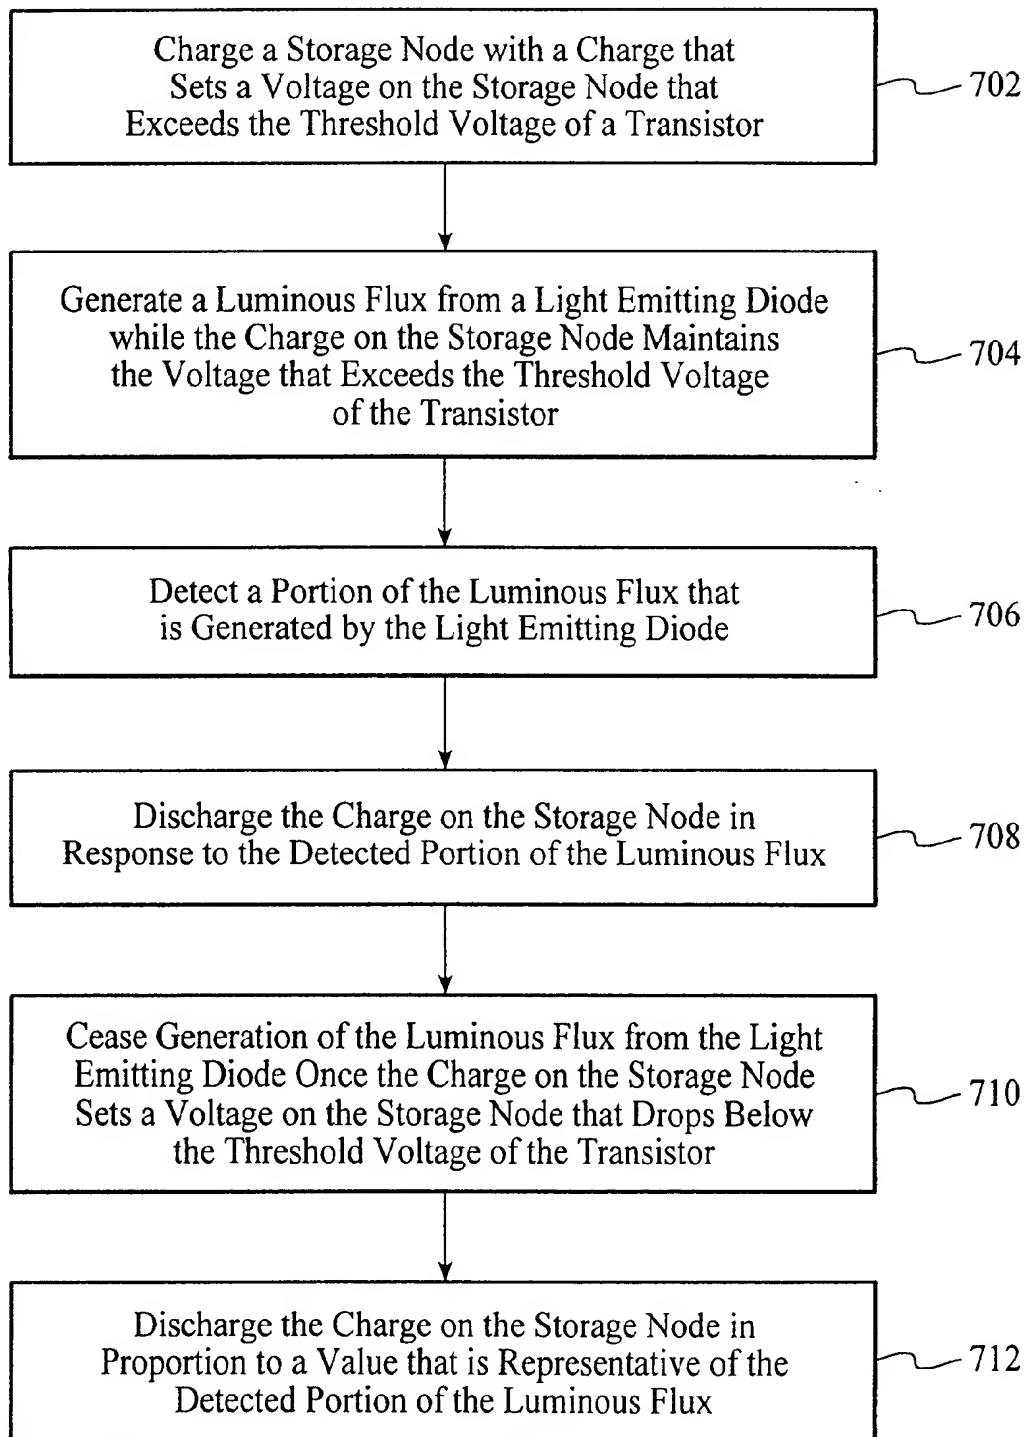 Charge a Storage Node with a Charge that
Sets a Voltage on the Storage Node that
Exceeds the Threshold Voltage of a Transistor
702
Generate a Luminous Flux from a Light Emitting Diode
while the Charge on the Storage Node Maintains
the Voltage that Exceeds the Threshold Voltage
of the Transistor
704
Detect a Portion of the Luminous Flux that
is Generated by the Light Emitting Diode
706
Discharge the Charge on the Storage Node in
Response to the Detected Portion of the Luminous Flux
708
Cease Generation of the Luminous Flux from the Light
Emitting Diode Once the Charge on the Storage Node
Sets a Voltage on the Storage Node that Drops Below
the Threshold Voltage of the Transistor
710
Discharge the Charge on the Storage Node in
Proportion to a Value that is Representative of the
Detected Portion of the Luminous Flux
712